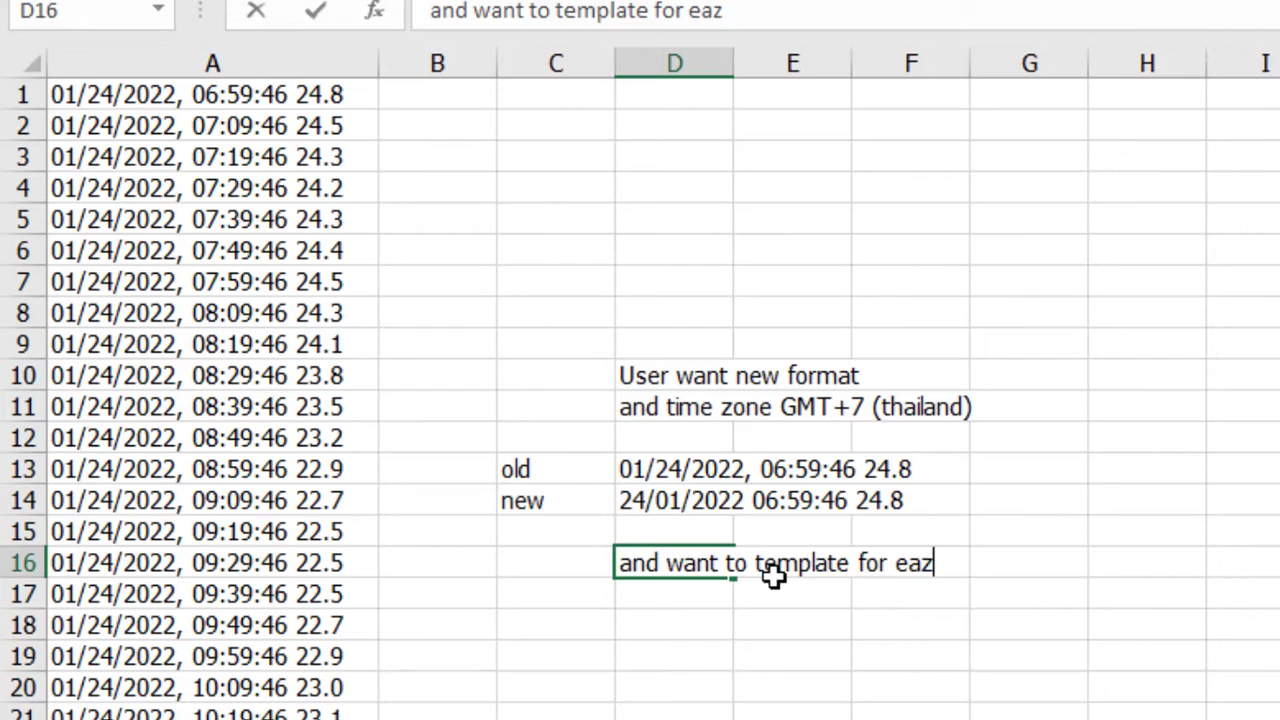 D16 fx and want to template for eaz
A B C D E F G H I
1 01/24/2022, 06:59:46 24.8
2 01/24/2022, 07:09:46 24.5
3 01/24/2022, 07:19:46 24.3
4 01/24/2022, 07:29:46 24.2
5 01/24/2022, 07:39:46 24.3
6 01/24/2022, 07:49:46 24.4
7 01/24/2022, 07:59:46 24.5
8 01/24/2022, 08:09:46 24.3
9 01/24/2022, 08:19:46 24.1
10 01/24/2022, 08:29:46 23.8 User want new format
11 01/24/2022, 08:39:46 23.5 and time zone GMT+7 (thailand)
12 01/24/2022, 08:49:46 23.2
13 01/24/2022, 08:59:46 22.9 old 01/24/2022, 06:59:46 24.8
14 01/24/2022, 09:09:46 22.7 new 24/01/2022 06:59:46 24.8
15 01/24/2022, 09:19:46 22.5
16 01/24/2022, 09:29:46 22.5 and want to template for eaz
17 01/24/2022, 09:39:46 22.5
18 01/24/2022, 09:49:46 22.7
19 01/24/2022, 09:59:46 22.9
20 01/24/2022, 10:09:46 23.0
21 01/24/2022, 10:19:46 23.1